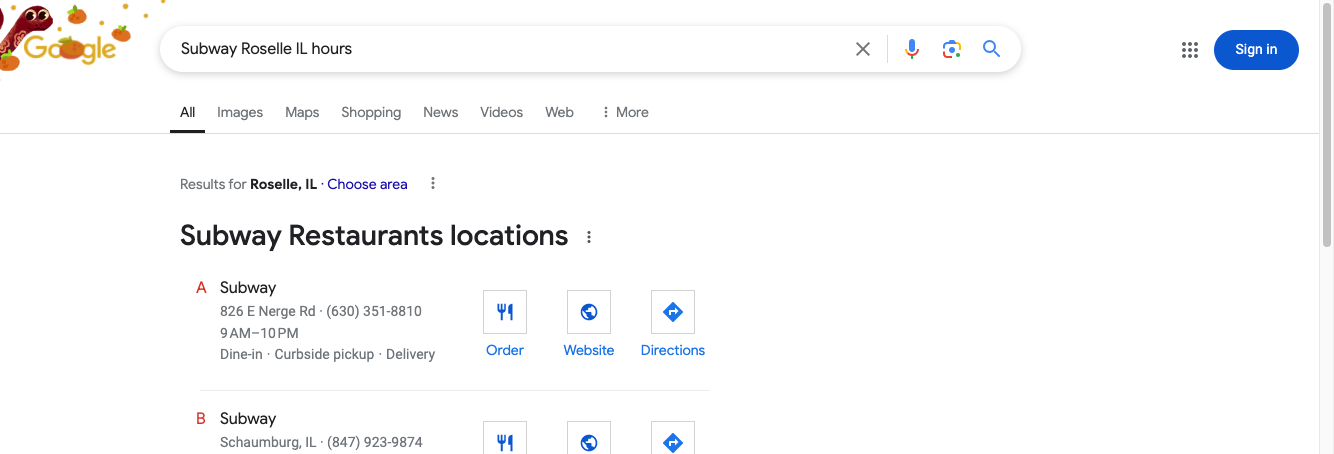 Google
Subway Roselle IL hours
Sign in
All Images Maps Shopping News Videos Web More
Results for Roselle, IL · Choose area
Subway Restaurants locations
A Subway
826 E Nerge Rd · (630) 351-8810
9 AM–10 PM
Dine-in · Curbside pickup · Delivery
Order Website Directions
B Subway
Schaumburg, IL · (847) 923-9874